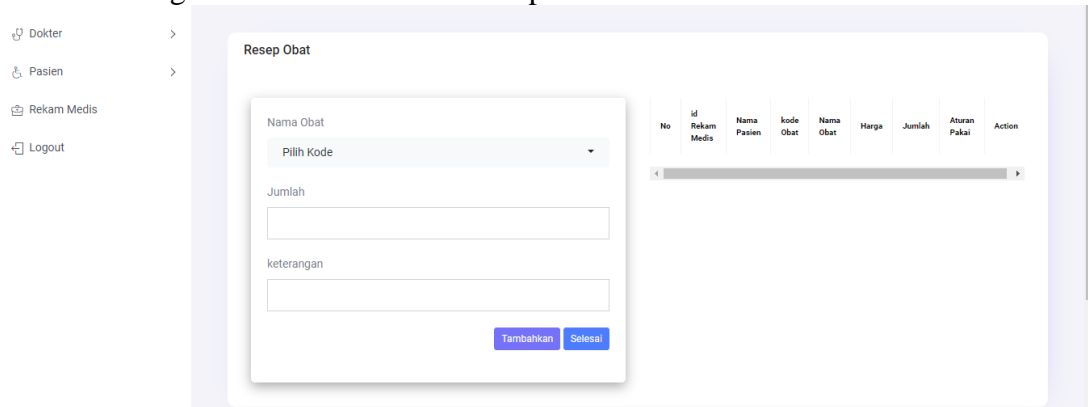 Dokter
Pasien
Rekam Medis
Logout
Resep Obat
Nama Obat
Pilih Kode
Jumlah
keterangan
Tambahkan Selesai
No id Rekam Medis Nama Pasien kode Obat Nama Obat Harga Jumlah Aturan Pakai Action